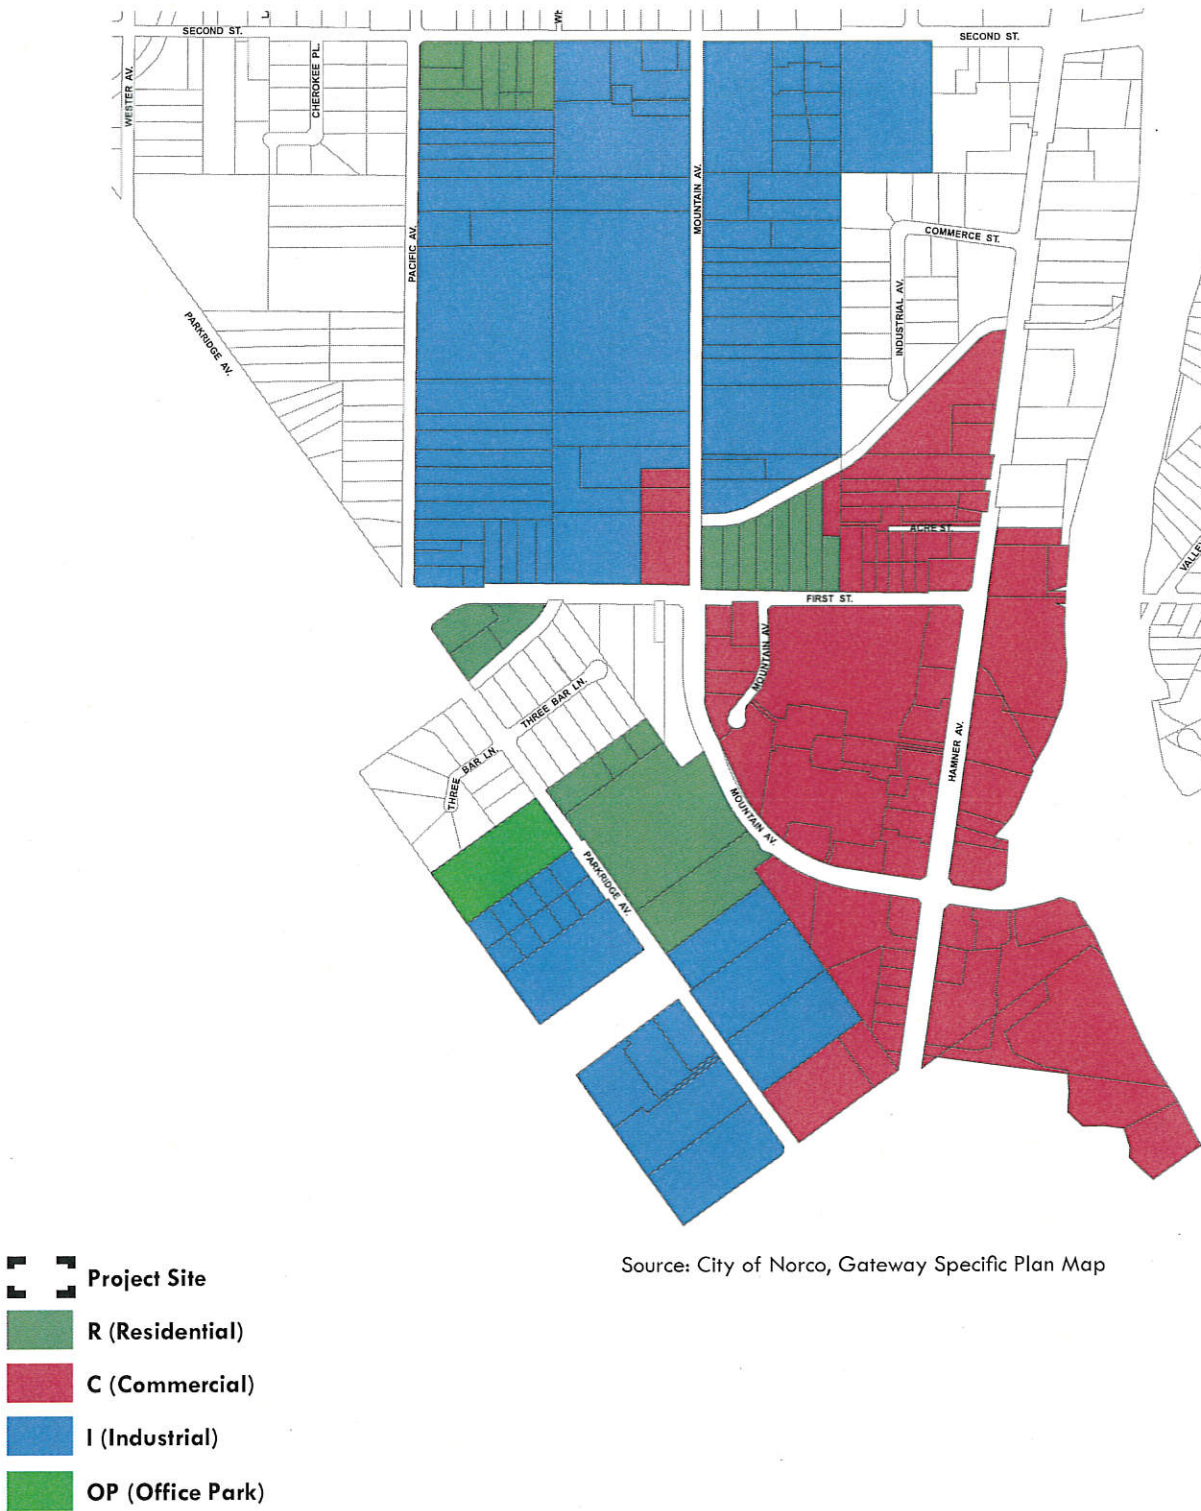 SECOND ST.
SECOND ST.
WESTER AV.
CHEROKEE PL.
PACIFIC AV.
MOUNTAIN AV.
COMMERCE ST.
INDUSTRIAL AV.
PARKRIDGE AV.
ACRE ST.
VALLE
FIRST ST.
MOUNTAIN AV.
THREE BAR LN.
THREE BAR LN.
HAMNER AV.
MOUNTAIN AV.
PARKRIDGE AV.
Source: City of Norco, Gateway Specific Plan Map
Project Site
R (Residential)
C (Commercial)
I (Industrial)
OP (Office Park)